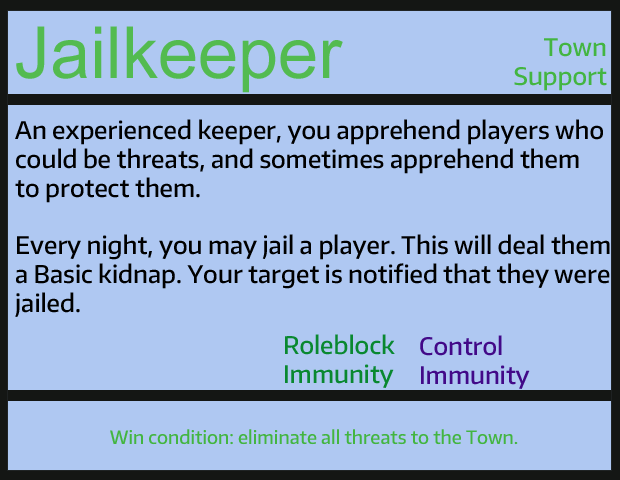 Jailkeeper
Town
Support
An experienced keeper, you apprehend players who
could be threats, and sometimes apprehend them
to protect them.
Every night, you may jail a player. This will deal them
a Basic kidnap. Your target is notified that they were
jailed.
Roleblock Control
Immunity Immunity
Win condition: eliminate all threats to the Town.